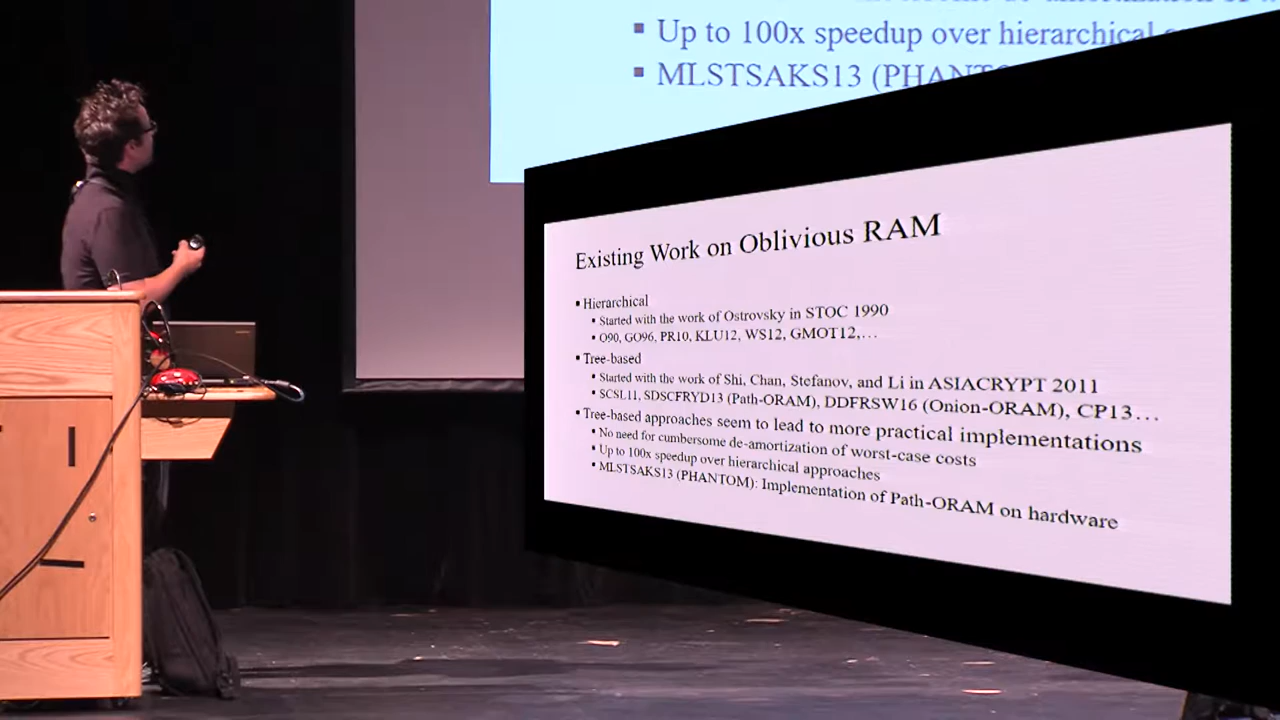 Up to 100x speedup over hierarchical
MLSTSAKS13
Existing Work on Oblivious RAM
Hierarchical
Started with the work of Ostrovsky in STOC 1990
O90, GO96, PR10, KLU12, WS12, GMOT12,…
Tree-based
Started with the work of Shi, Chan, Stefanov, and Li in ASIACRYPT 2011
SCSL11, SDSCFRYD13 (Path-ORAM), DDFRSW16 (Onion-ORAM), CP13…
Tree-based approaches seem to lead to more practical implementations
No need for cumbersome de-amortization of worst-case costs
Up to 100x speedup over hierarchical approaches
MLSTSAKS13 (PHANTOM): Implementation of Path-ORAM on hardware